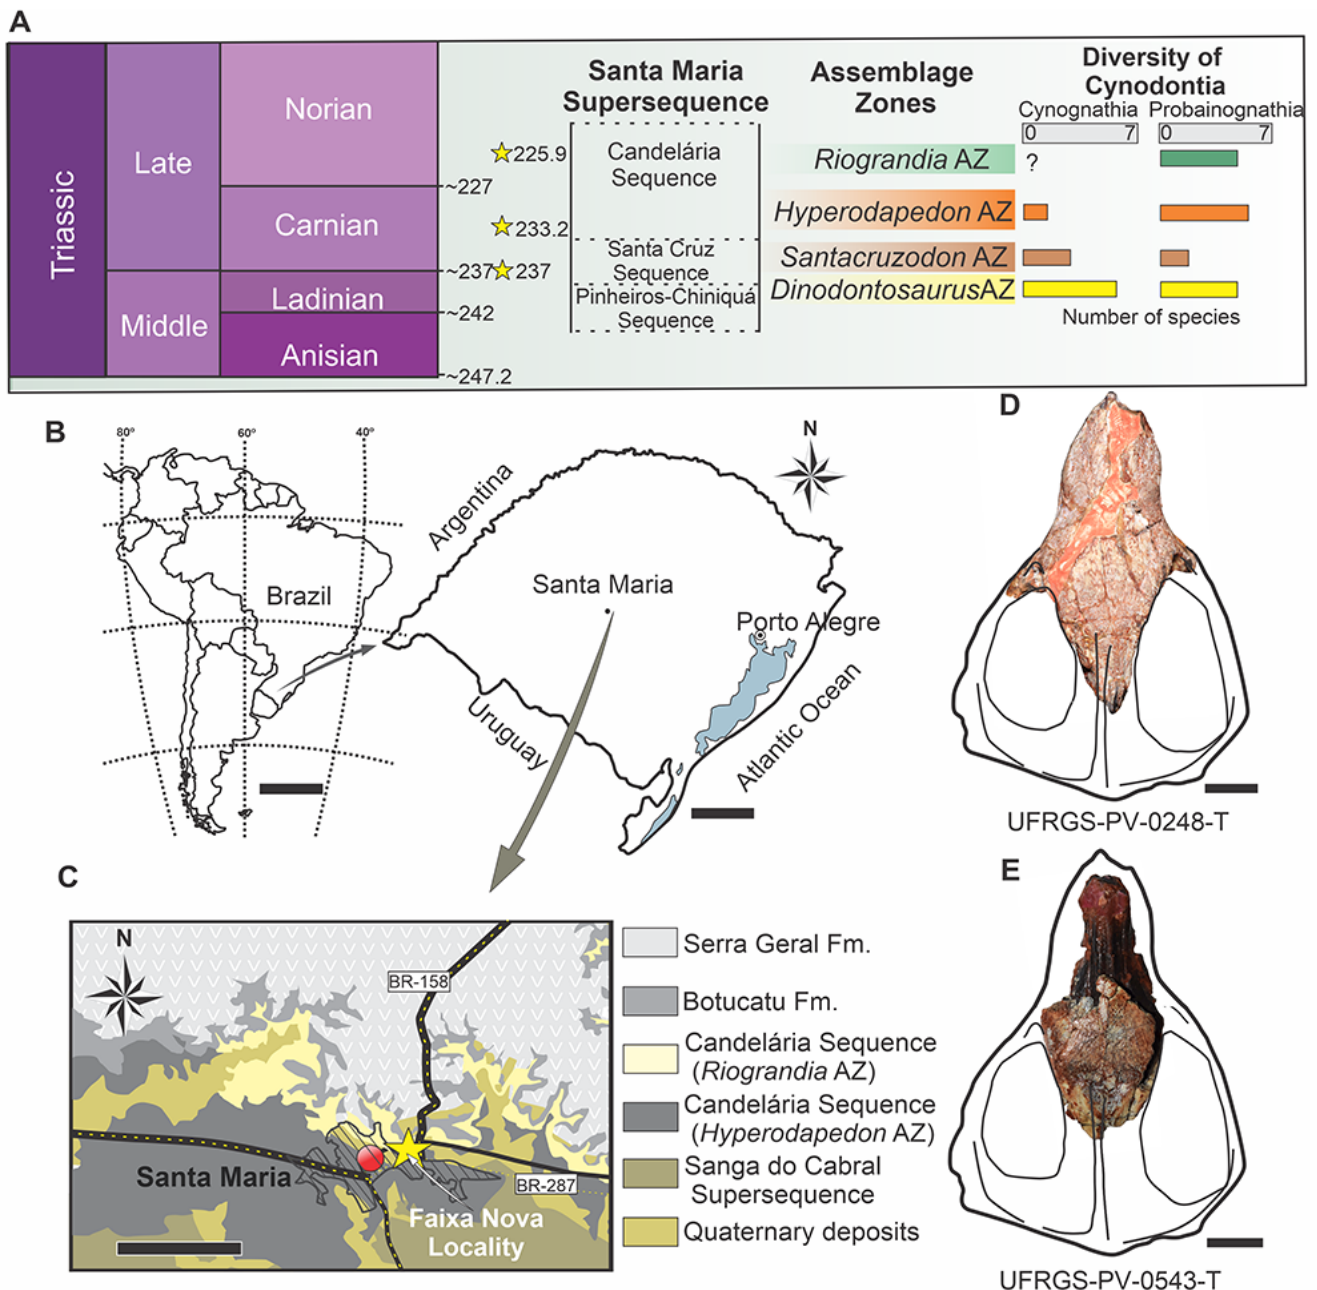 A
Triassic
Late
Middle
Norian
Carnian
Ladinian
Anisian
225.9
~227
233.2
~237
237
~242
~247.2
Santa Maria
Supersequence
Candelária
Sequence
Santa Cruz
Sequence
Pinheiros-Chiniquá
Sequence
Assemblage
Zones
Riograndia AZ
Hyperodapedon AZ
Santacruzodon AZ
DinodontosaurusAZ
Diversity of
Cynodontia
Cynognathia
Probainognathia
0 7
0 7
?
Number of species
B
80º
60º
40º
Brazil
Argentina
N
Santa Maria
Porto Alegre
Uruguay
Atlantic Ocean
C
N
BR-158
Santa Maria
BR-287
Faixa Nova
Locality
Serra Geral Fm.
Botucatu Fm.
Candelária Sequence
(Riograndia AZ)
Candelária Sequence
(Hyperodapedon AZ)
Sanga do Cabral
Supersequence
Quaternary deposits
D
UFRGS-PV-0248-T
E
UFRGS-PV-0543-T